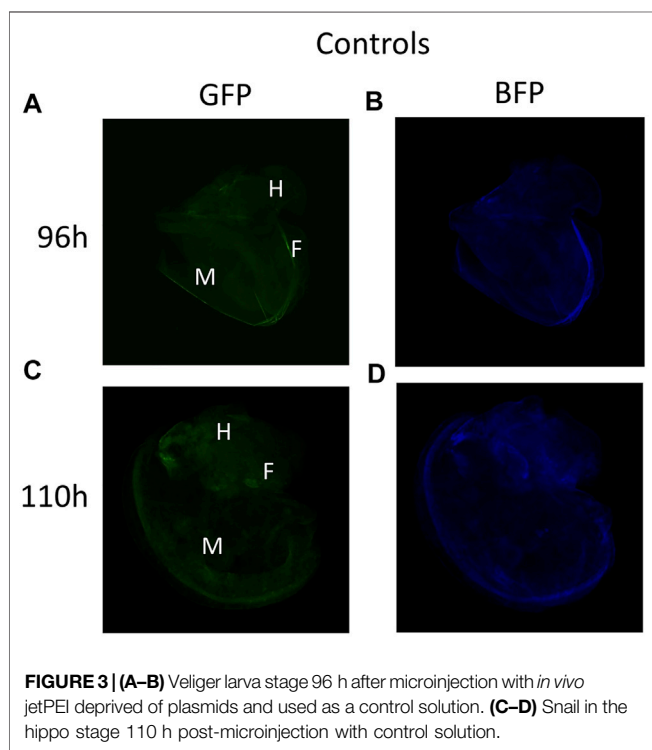 Controls
GFP
BFP
A
B
96h
H
F
M
C
D
110h
H
F
M
FIGURE 3 | (A–B) Veliger larva stage 96 h after microinjection with in vivo
jetPEI deprived of plasmids and used as a control solution. (C–D) Snail in the
hippo stage 110 h post-microinjection with control solution.